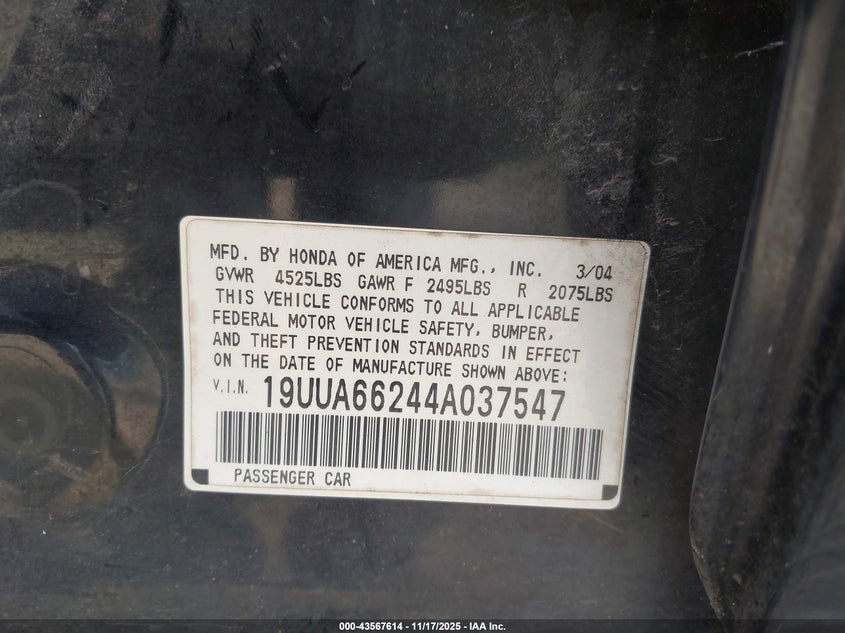 MFD. BY HONDA OF AMERICA MFG., INC. 3/04
GVWR 4525LBS GAWR F 2495LBS R 2075LBS
THIS VEHICLE CONFORMS TO ALL APPLICABLE
FEDERAL MOTOR VEHICLE SAFETY, BUMPER,
AND THEFT PREVENTION STANDARDS IN EFFECT
ON THE DATE OF MANUFACTURE SHOWN ABOVE:
V.I.N. 19UUA66244A037547
PASSENGER CAR
000-43567614 - 11/17/2025 - IAA Inc.